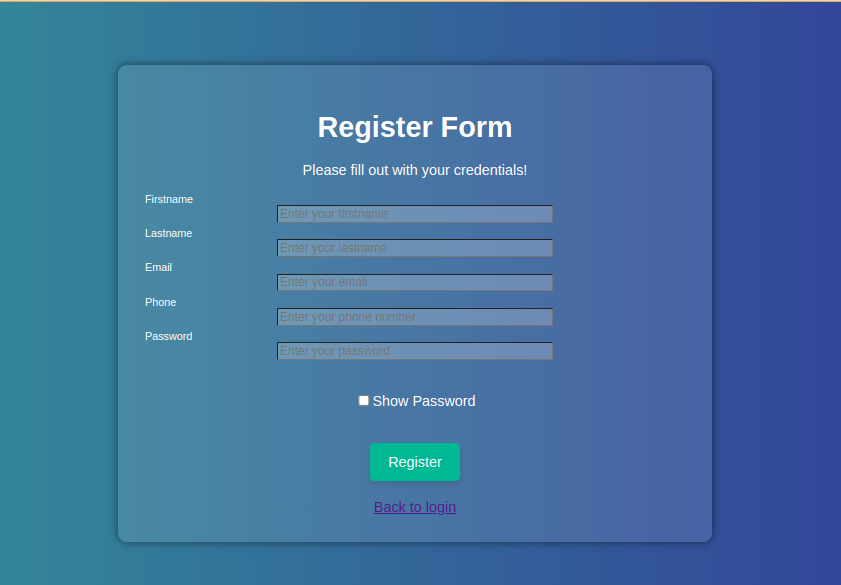 Register Form
Please fill out with your credentials!
Firstname
Enter your firstname
Lastname
Enter your lastname
Email
Enter your email
Phone
Enter your phone number
Password
Enter your password
Show Password
Register
Back to login